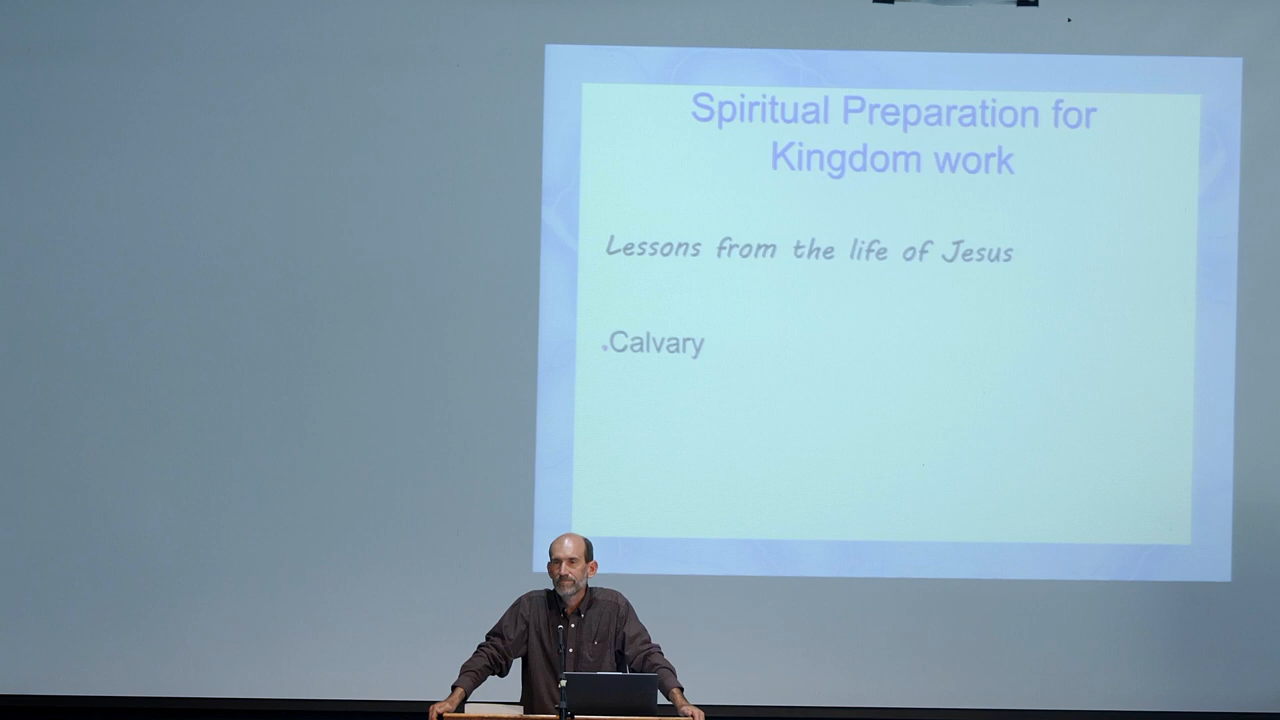 Spiritual Preparation for
Kingdom work
Lessons from the life of Jesus
.Calvary